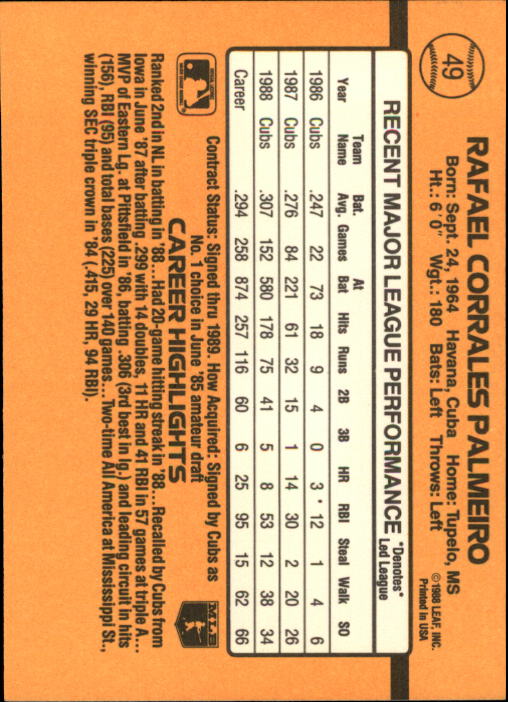 49
RAFAEL CORRALES PALMEIRO
Born: Sept. 24, 1964 Havana, Cuba Home: Tupelo, MS
Ht.: 6'0" Wgt.: 180 Bats: Left Throws: Left
©1988 LEAF, INC.
Printed in USA
RECENT MAJOR LEAGUE PERFORMANCE
"Denotes"
Led League
Year Team Name Bat. Avg. Games At Bat Hits Runs 2B 3B HR RBI Steal Walk SO
1986 Cubs .247 22 73 18 9 4 0 3 * 12 1 4 6
1987 Cubs .276 84 221 61 32 15 1 14 30 2 20 26
1988 Cubs .307 152 580 178 75 41 5 8 53 12 38 34
Career .294 258 874 257 116 60 6 25 95 15 62 66
Contract Status: Signed thru 1989. How Acquired: Signed by Cubs as
No. 1 choice in June '85 amateur draft
MLB
CAREER HIGHLIGHTS
Ranked 2nd in NL in batting in '88... Had 20-game hitting streak in '88... Recalled by Cubs from
Iowa in June '87 after batting .299 with 14 doubles, 11 HR and 41 RBI in 57 games at triple A...
MVP of Eastern Lg. at Pittsfield in '86, batting .306 (3rd best in lg.) and leading circuit in hits
(156), RBI (95) and total bases (225) over 140 games... Two-time All America at Mississippi St.,
winning SEC triple crown in '84 (.415, 29 HR, 94 RBI).